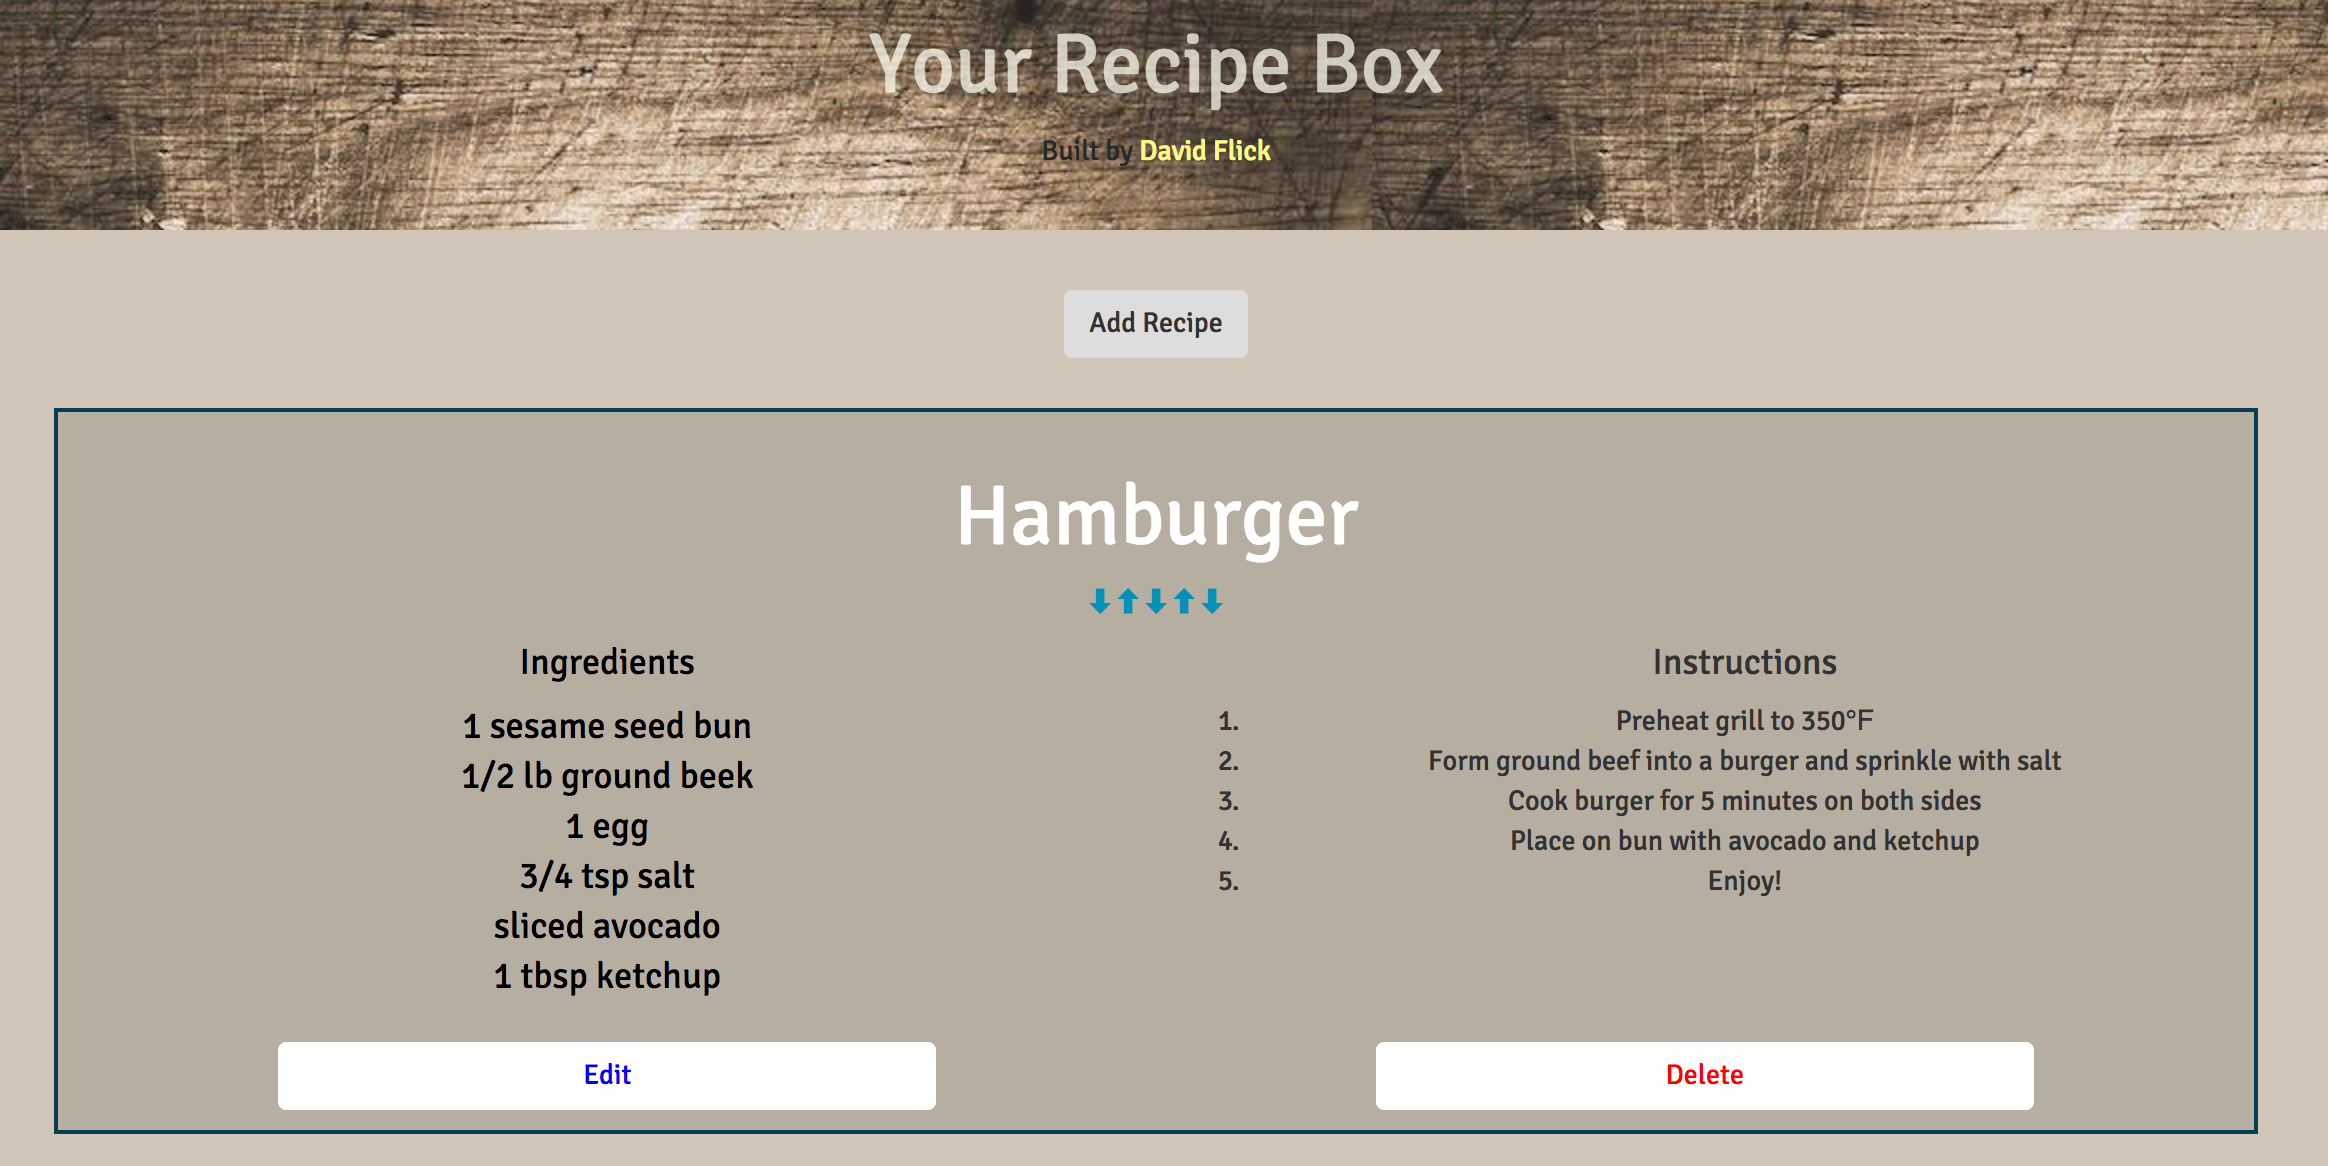 Your Recipe Box
Built by David Flick
Add Recipe
Hamburger
Ingredients
1 sesame seed bun
1/2 lb ground beek
1 egg
3/4 tsp salt
sliced avocado
1 tbsp ketchup
Instructions
1. Preheat grill to 350°F
2. Form ground beef into a burger and sprinkle with salt
3. Cook burger for 5 minutes on both sides
4. Place on bun with avocado and ketchup
5. Enjoy!
Edit
Delete